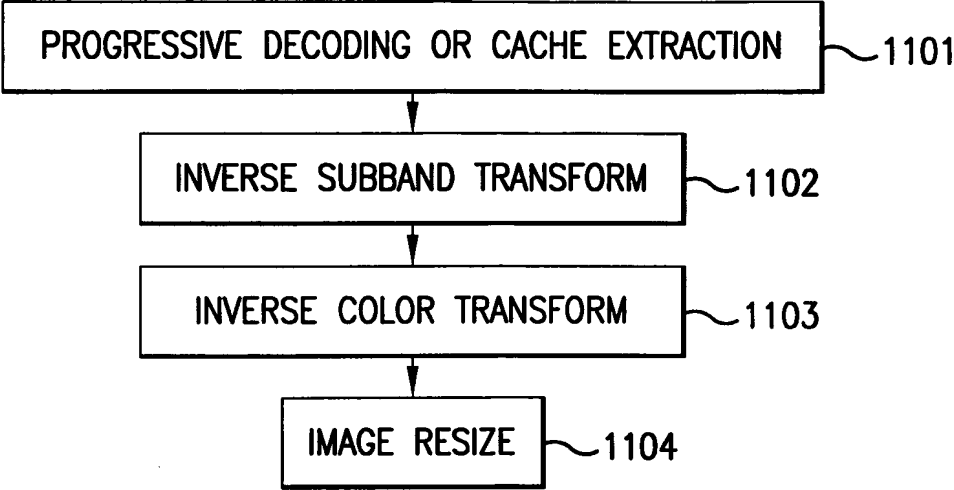 PROGRESSIVE DECODING OR CACHE EXTRACTION 1101
INVERSE SUBBAND TRANSFORM 1102
INVERSE COLOR TRANSFORM 1103
IMAGE RESIZE 1104